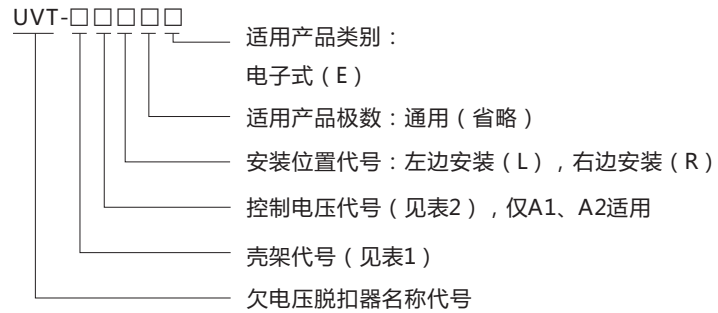 UVT-□□□□□
适用产品类别：
电子式（E）
适用产品极数：通用（省略）
安装位置代号：左边安装（L），右边安装（R）
控制电压代号（见表2），仅A1、A2适用
壳架代号（见表1）
欠电压脱扣器名称代号